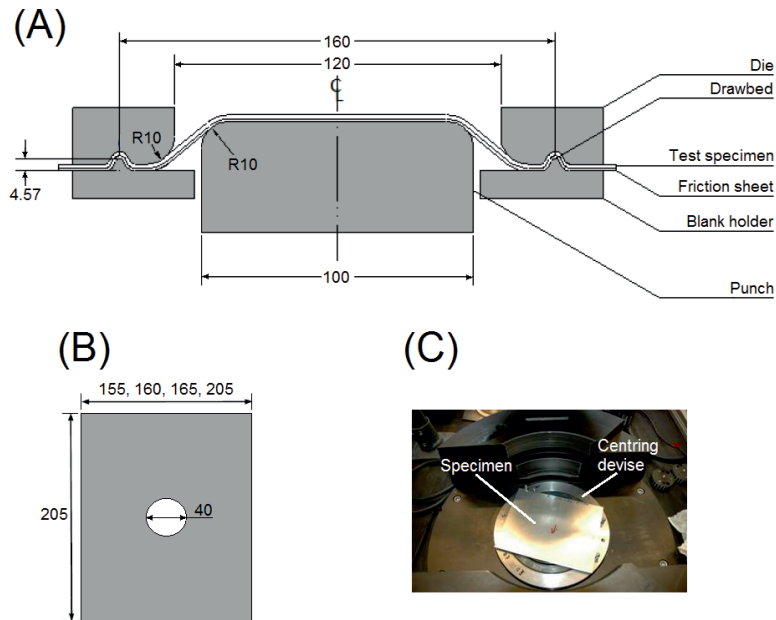 (A)
160
120
℄
Die
Drawbed
R10
R10
Test specimen
4.57
Friction sheet
Blank holder
100
Punch
(B)
(C)
155, 160, 165, 205
Centring
devise
Specimen
205
40